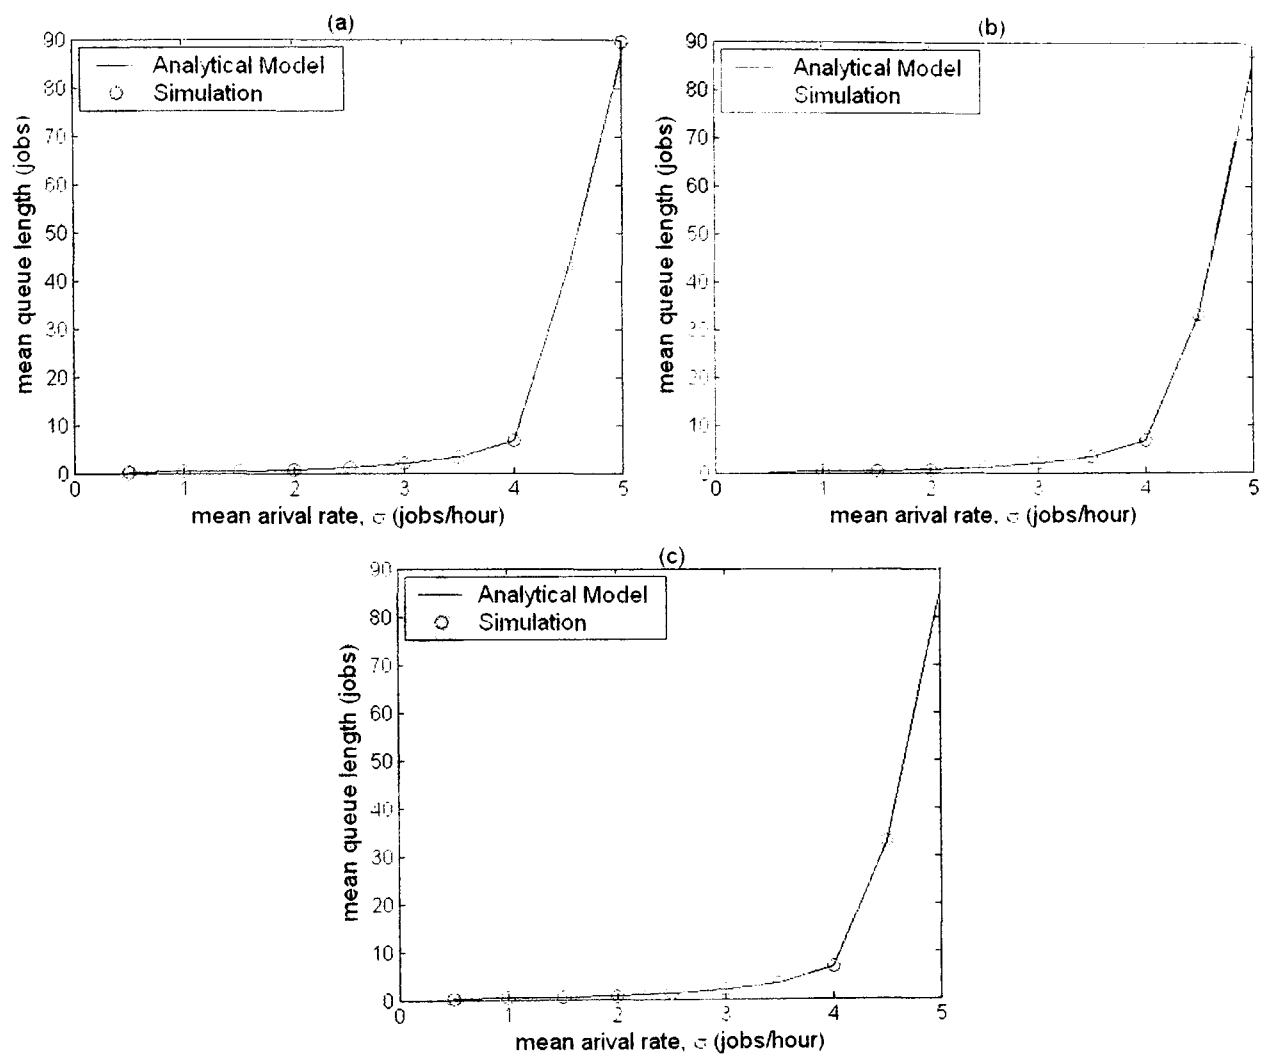 (a)
90
80
70
60
50
40
30
20
10
0
mean queue length (jobs)
Analytical Model
Simulation
0 1 2 3 4 5
mean arival rate, σ (jobs/hour)
(b)
90
80
70
60
50
40
30
20
10
0
mean queue length (jobs)
Analytical Model
Simulation
0 1 2 3 4 5
mean arival rate, σ (jobs/hour)
(c)
90
80
70
60
50
40
30
20
10
0
mean queue length (jobs)
Analytical Model
Simulation
0 1 2 3 4 5
mean arival rate, σ (jobs/hour)